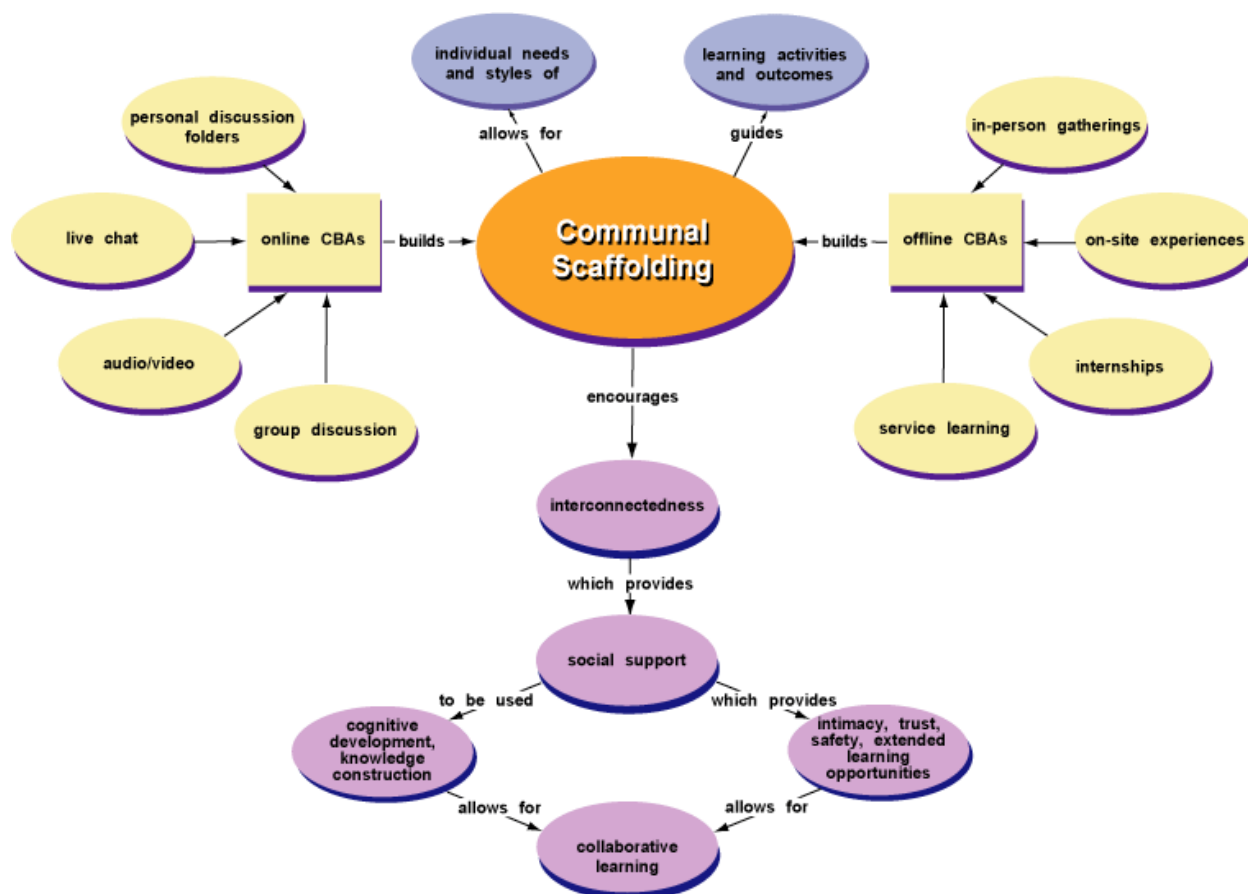 individual needs
and styles of
learning activities
and outcomes
personal discussion
folders
allows for
guides
in-person gatherings
live chat
online CBAs
builds
Communal
Scaffolding
builds
offline CBAs
on-site experiences
audio/video
internships
encourages
group discussion
service learning
interconnectedness
which provides
social support
to be used
which provides
cognitive
development,
knowledge
construction
intimacy, trust,
safety, extended
learning
opportunities
allows for
allows for
collaborative
learning